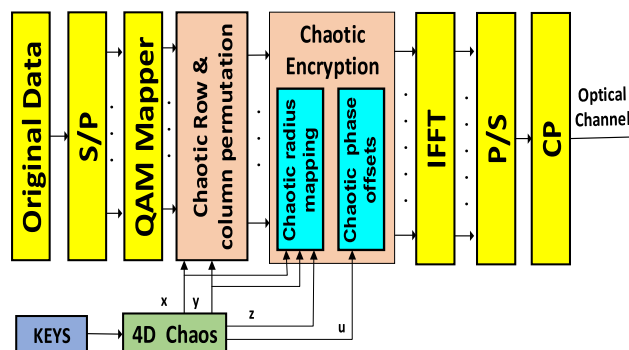 Original Data
S/P
QAM Mapper
Chaotic Row &
column permutation
Chaotic
Encryption
Chaotic radius
mapping
Chaotic phase
offsets
IFFT
P/S
CP
Optical
Channel
x
y
z
u
KEYS
4D Chaos